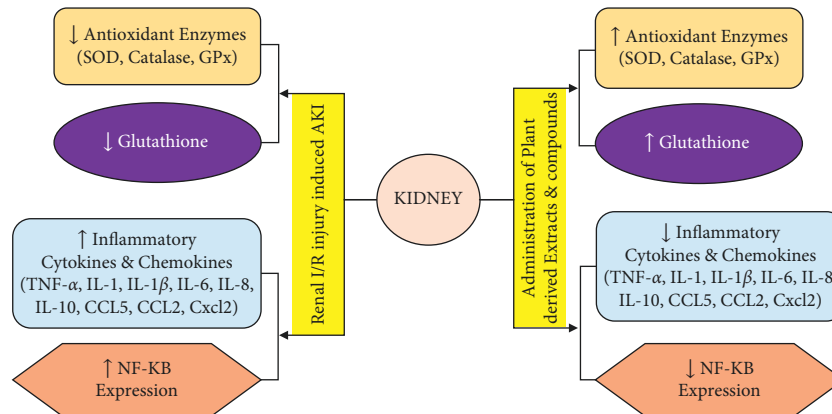 ↓ Antioxidant Enzymes
(SOD, Catalase, GPx)
↓ Glutathione
↑ Inflammatory
Cytokines & Chemokines
(TNF-α, IL-1, IL-1β, IL-6, IL-8,
IL-10, CCL5, CCL2, Cxcl2)
↑ NF-KB
Expression
Renal I/R injury induced AKI
KIDNEY
Administration of Plant
derived Extracts & compounds
↑ Antioxidant Enzymes
(SOD, Catalase, GPx)
↑ Glutathione
↓ Inflammatory
Cytokines & Chemokines
(TNF-α, IL-1, IL-1β, IL-6, IL-8
IL-10, CCL5, CCL2, Cxcl2)
↓ NF-KB
Expression